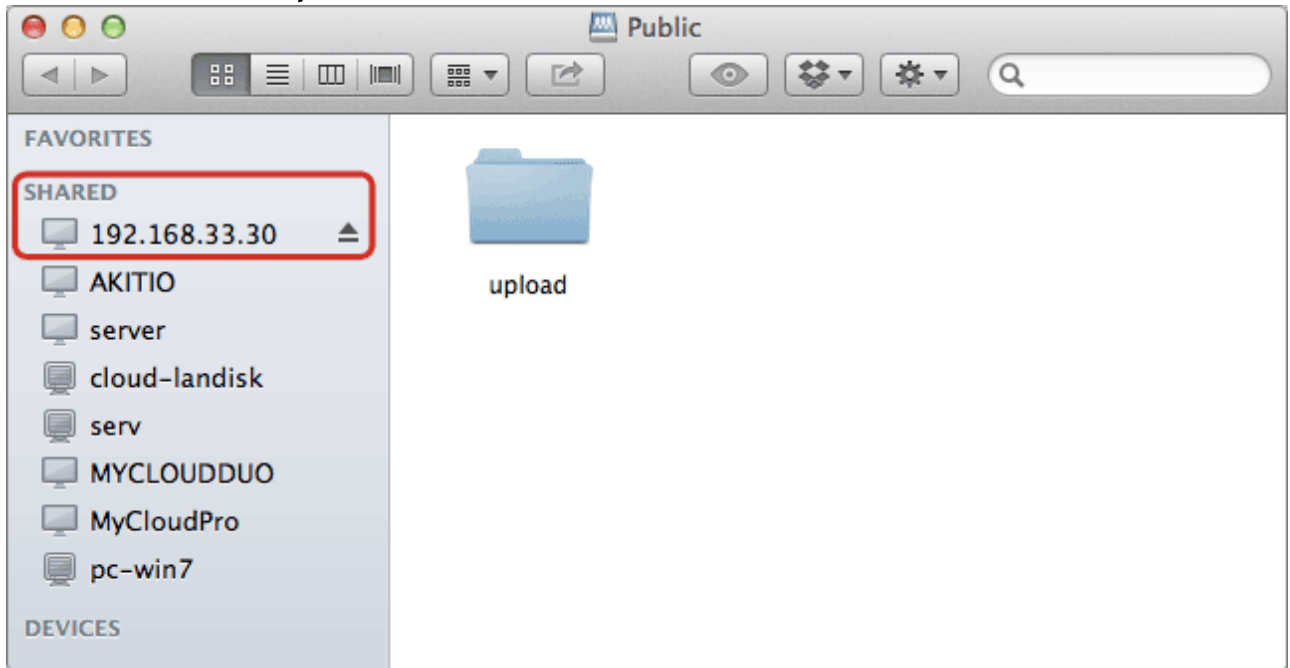 Public
FAVORITES
SHARED
192.168.33.30
AKITIO
server
cloud-landisk
serv
MYCLOUDDUO
MyCloudPro
pc-win7
DEVICES
upload